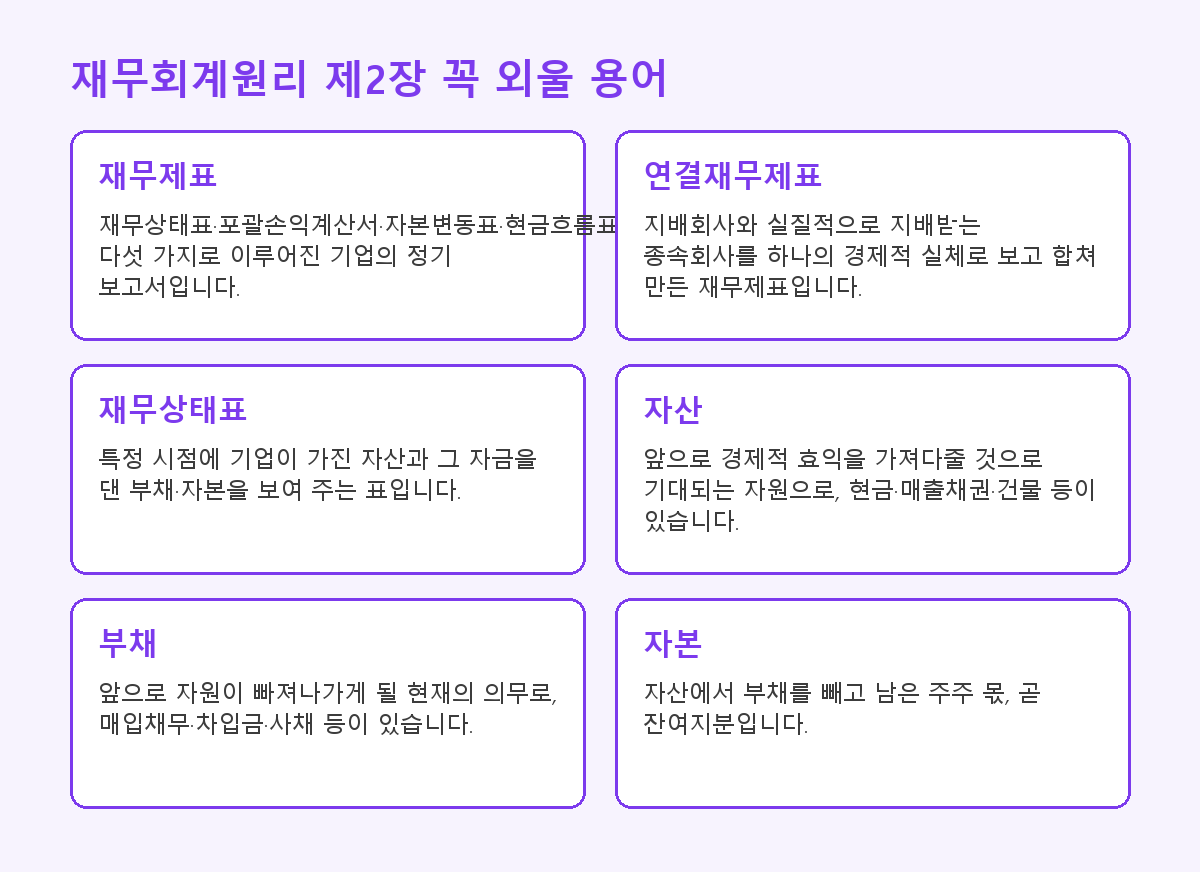 재무회계원리 제2장 꼭 외울 용어
재무제표
재무상태표·포괄손익계산서·자본변동표·현금흐름표
다섯 가지로 이루어진 기업의 정기
보고서입니다.
연결재무제표
지배회사와 실질적으로 지배받는
종속회사를 하나의 경제적 실체로 보고 합쳐
만든 재무제표입니다.
재무상태표
특정 시점에 기업이 가진 자산과 그 자금을
댄 부채·자본을 보여 주는 표입니다.
자산
앞으로 경제적 효익을 가져다줄 것으로
기대되는 자원으로, 현금·매출채권·건물 등이
있습니다.
부채
앞으로 자원이 빠져나가게 될 현재의 의무로,
매입채무·차입금·사채 등이 있습니다.
자본
자산에서 부채를 빼고 남은 주주 몫, 곧
잔여지분입니다.